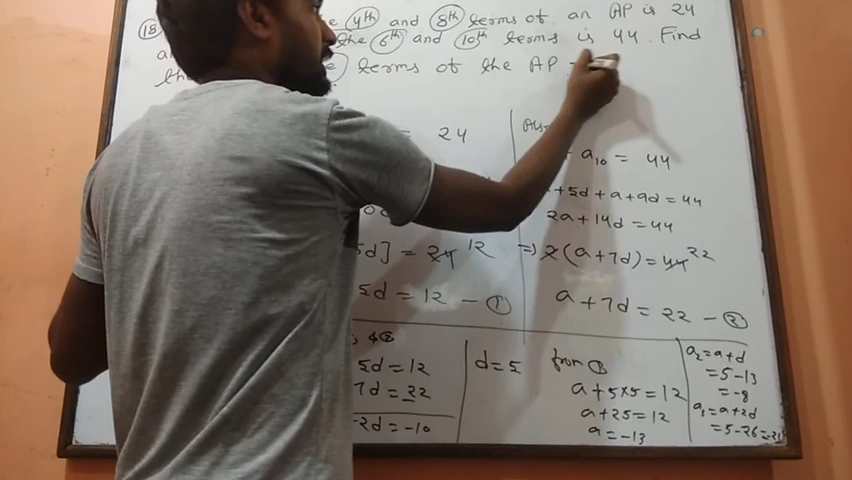 (18) 4th and 8th terms of an AP is 24
the 6th and 10th terms is 44. Find
terms of the AP
= 24
a10 = 44
+5d+a+9d=44
2a+14d=44
5d] = 24 12
⇒ 2(a+7d)=44 22
5d = 12 — ①
a+7d = 22 — ②
5d = 12
7d = 22
-2d = -10
d=5
from ①
a+5×5=12
a+25=12
a=-13
a2=a+d
=5-13
=-8
a3=a+2d
=5-26=-21